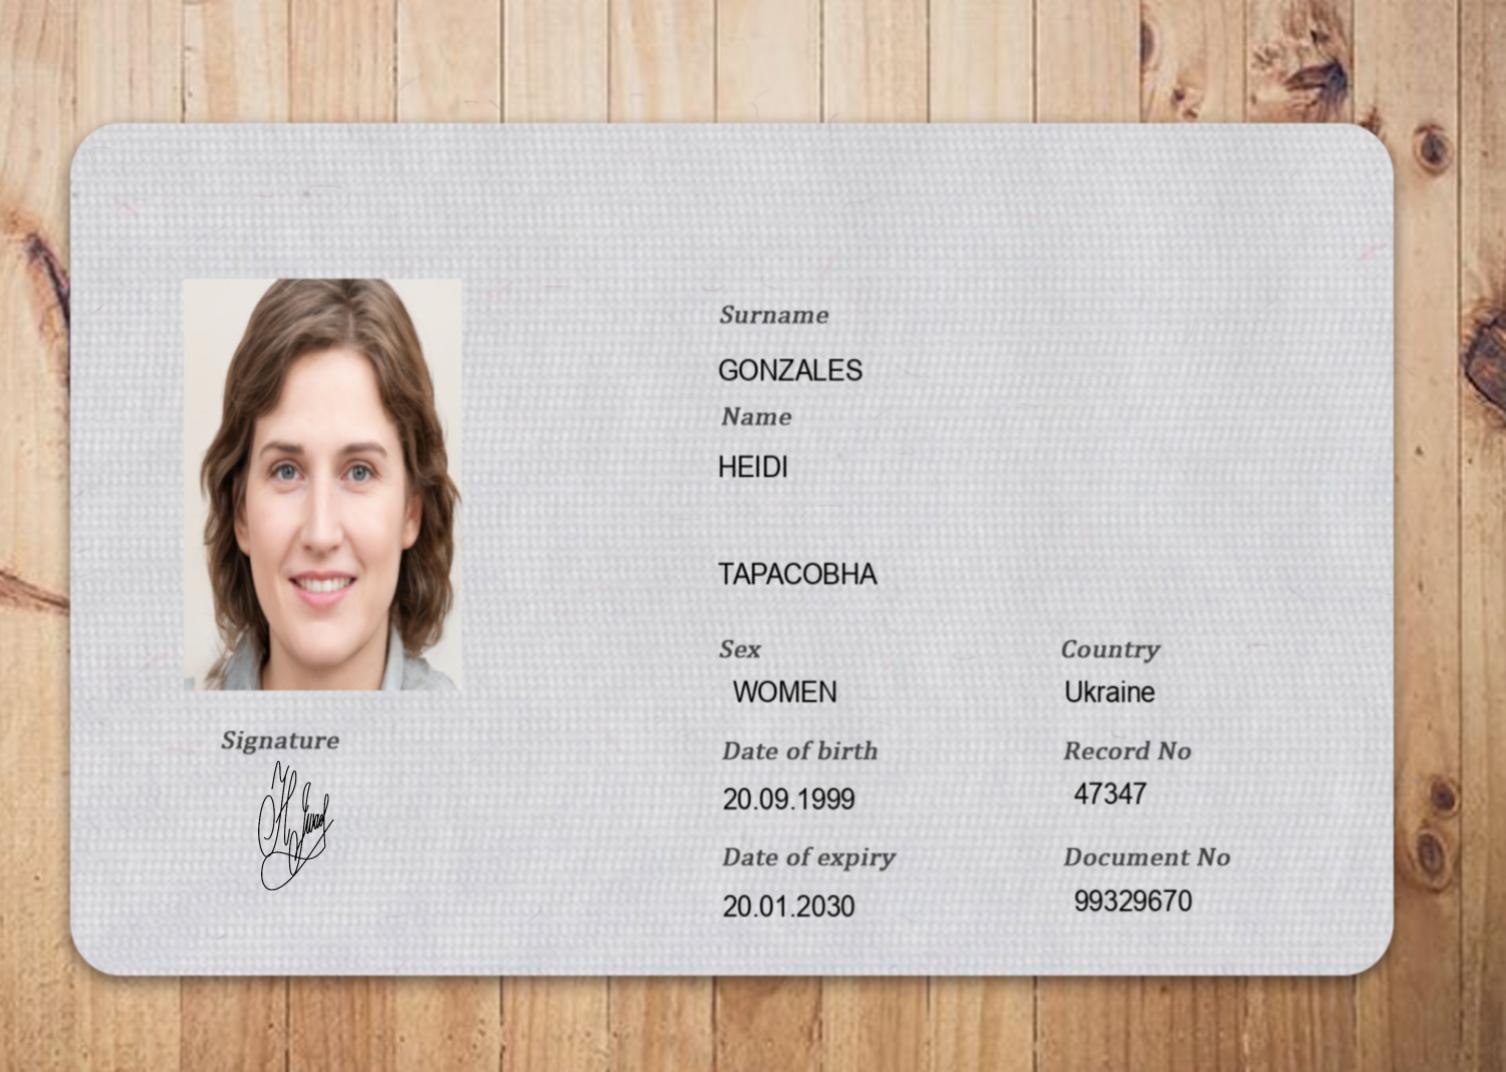 Surname
GONZALES
Name
HEIDI
TAPACOBHA
Sex Country
WOMEN Ukraine
Signature
Date of birth Record No
20.09.1999 47347
Date of expiry Document No
20.01.2030 99329670